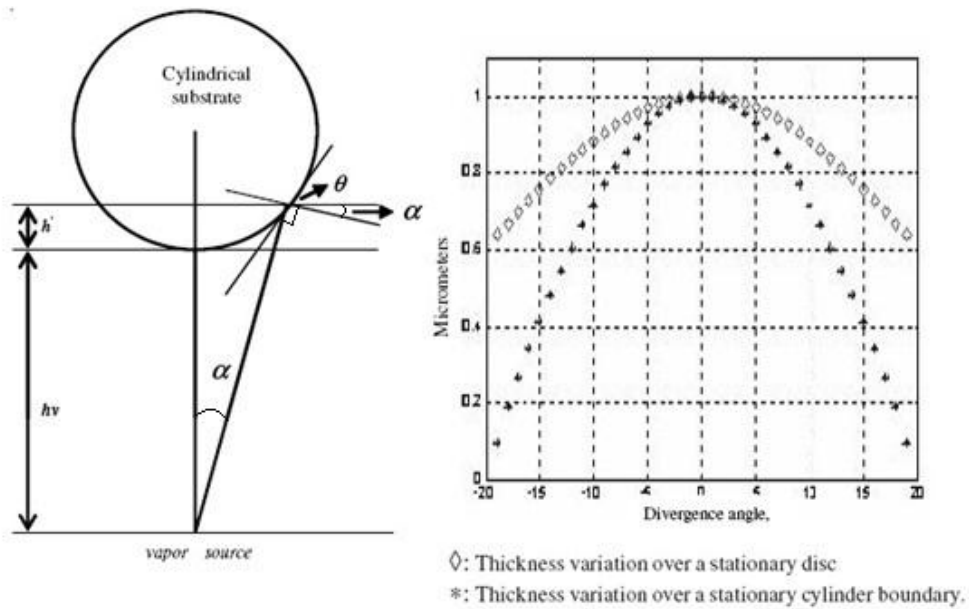 Cylindrical
substrate
θ
α
h'
α
hv
vapor source
Micrometers
1
0.8
0.6
0.4
0.2
0
-20 -15 -10 -5 0 5 10 15 20
Divergence angle,
◊: Thickness variation over a stationary disc
*: Thickness variation over a stationary cylinder boundary.